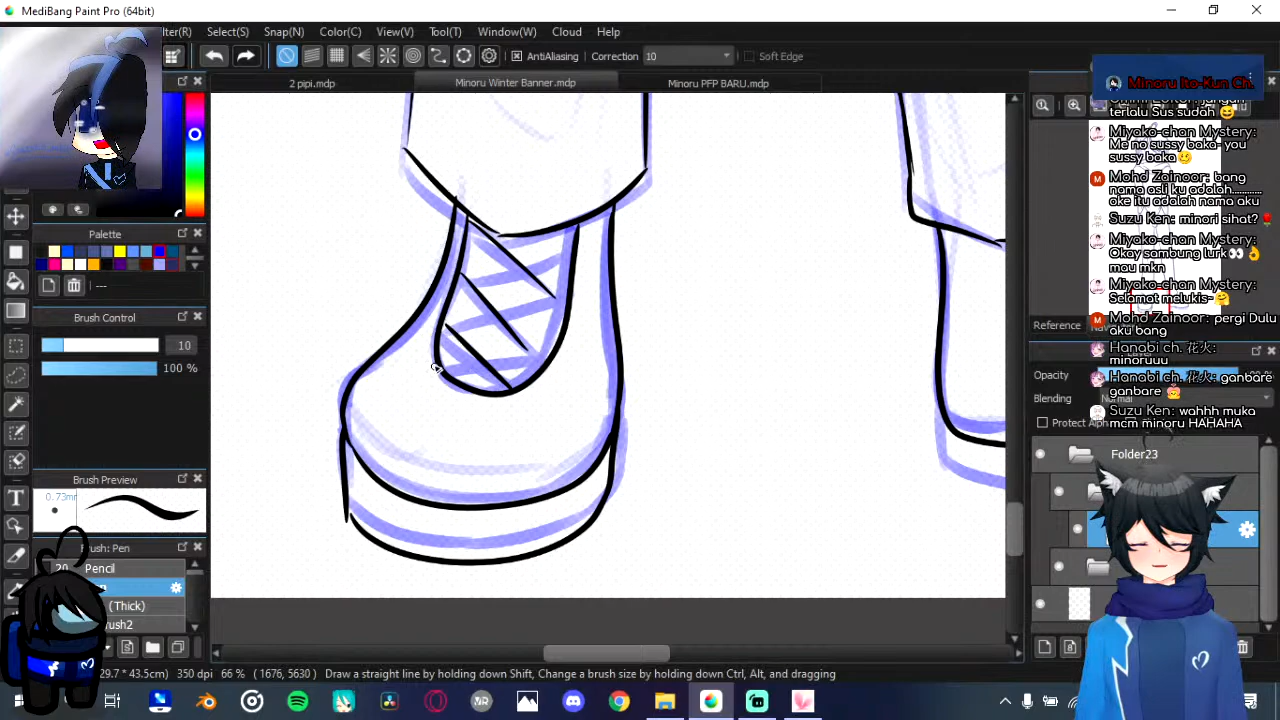 MediBang Paint Pro (64bit)
lter(R) Select(S) Snap(N) Color(C) View(V) Tool(T) Window(W) Cloud Help
AntiAliasing Correction 10 Soft Edge
2 pipi.mdp Minoru Winter Banner.mdp Minoru PFP BARU.mdp
Minoru Ito-Kun Ch.
terlalu Sus sudah 😅
Miyako-chan Mystery:
Me no sussy baka- you
sussy baka
Mohd Zainoor: bang
nama asli ku adalah............
oke itu adalah nama aku
Suzu Ken: minori sihat?
Miyako-chan Mystery:
Okay sambung lurk👀👌
mau mkn
Miyako-chan Mystery:
Selamat melukis-🤗
Mohd Zainoor: pergi Dulu
aku bang
Hanabi ch. 花火:
minoruuu
Hanabi ch. 花火: ganbare
ganbare
Suzu Ken: wahhh muka
mcm minoru HAHAHA
Palette
---
Brush Control
10
100 %
Brush Preview
0.73m
Brush: Pen
20 Pencil
(Thick)
rush2
Reference
Opacity
Blending Normal
Protect Alph
Folder23
29.7 * 43.5cm) 350 dpi 66 % ( 1676, 5630 ) Draw a straight line by holding down Shift, Change a brush size by holding down Ctrl, Alt, and dragging